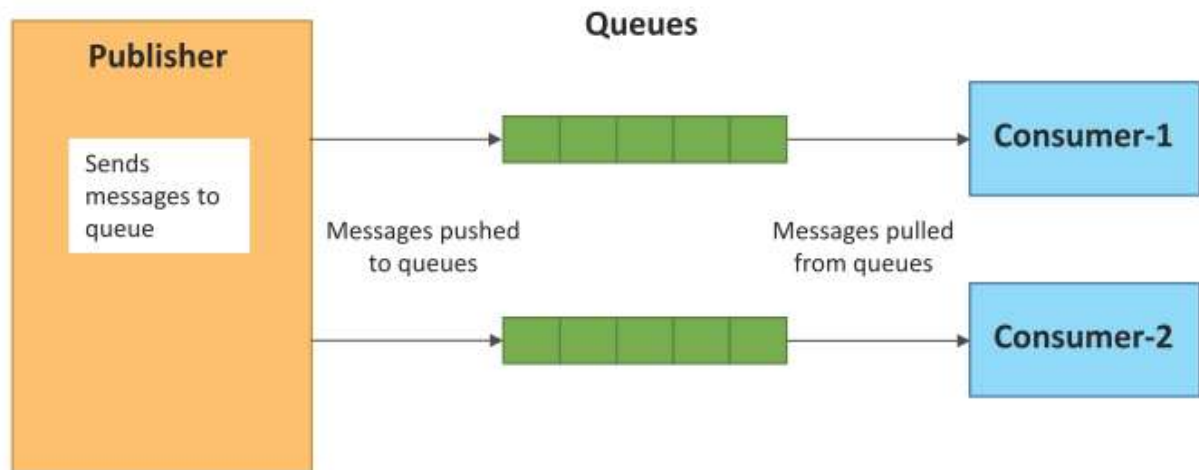 Queues
Publisher
Sends
messages to
queue
Messages pushed
to queues
Messages pulled
from queues
Consumer-1
Consumer-2